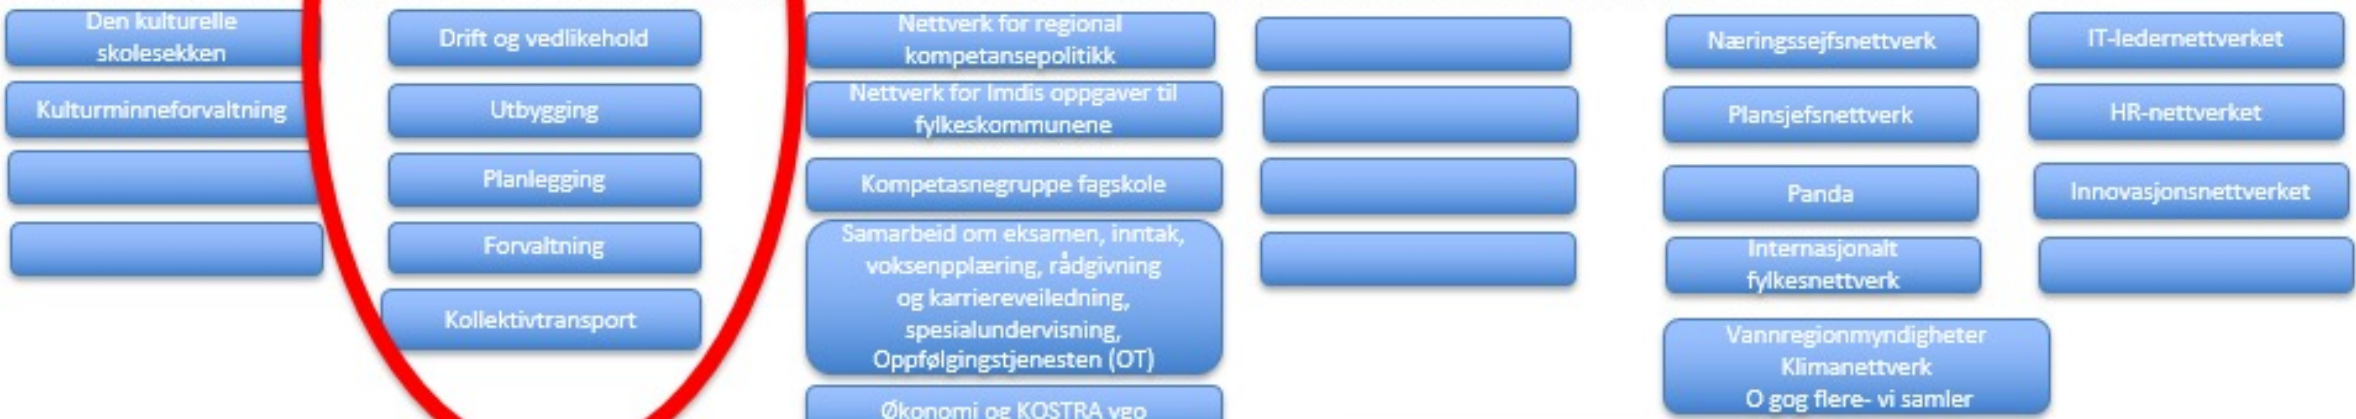 Den kulturelle
skolesekken
Kulturminneforvaltning
Drift og vedlikehold
Utbygging
Planlegging
Forvaltning
Kollektivtransport
Nettverk for regional
kompetansepolitikk
Nettverk for Imdis oppgaver til
fylkeskommunene
Kompetasnegruppe fagskole
Samarbeid om eksamen, inntak,
voksenpplæring, rådgivning
og karriereveiledning,
spesialundervisning,
Oppfølgingstjenesten (OT)
Økonomi og KOSTRA vgo
Næringssejfsnettverk
Plansjefsnettverk
Panda
Internasjonalt
fylkesnettverk
Vannregionmyndigheter
Klimanettverk
O gog flere- vi samler
IT-ledernettverket
HR-nettverket
Innovasjonsnettverket